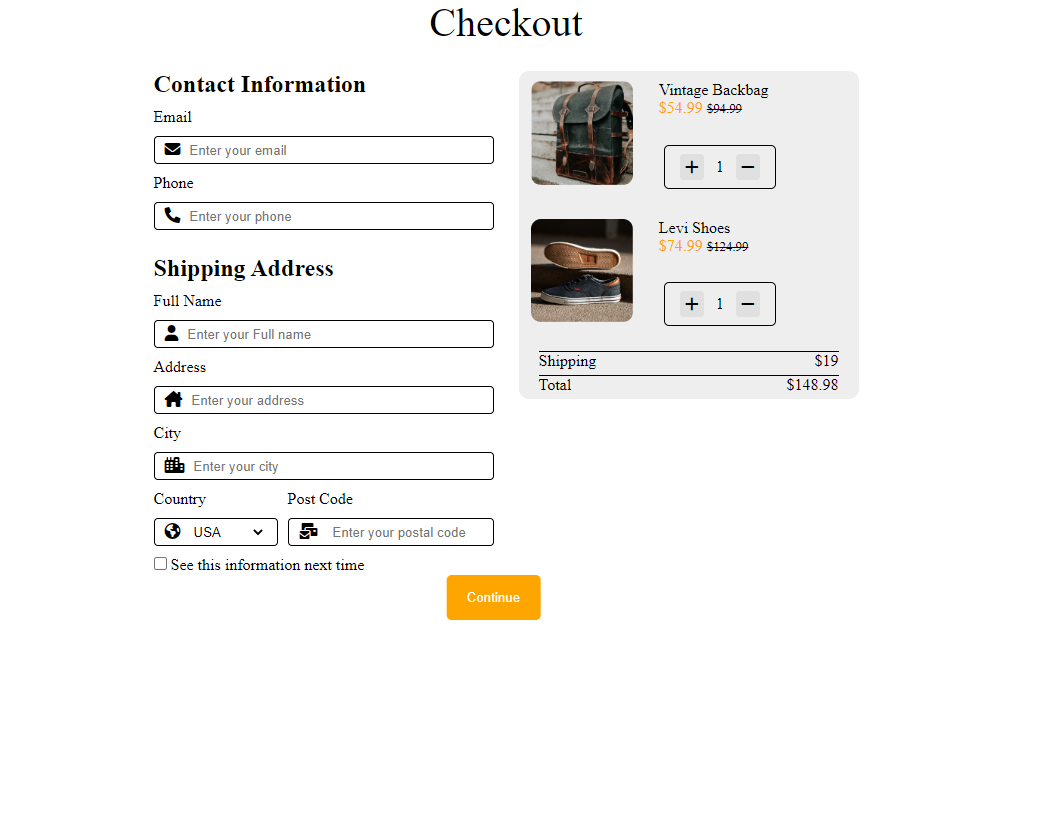 Checkout
Contact Information
Email
Enter your email
Phone
Enter your phone
Shipping Address
Full Name
Enter your Full name
Address
Enter your address
City
Enter your city
Country
Post Code
USA
Enter your postal code
See this information next time
Continue
Vintage Backbag
$54.99 $94.99
+ 1 −
Levi Shoes
$74.99 $124.99
+ 1 −
Shipping $19
Total $148.98